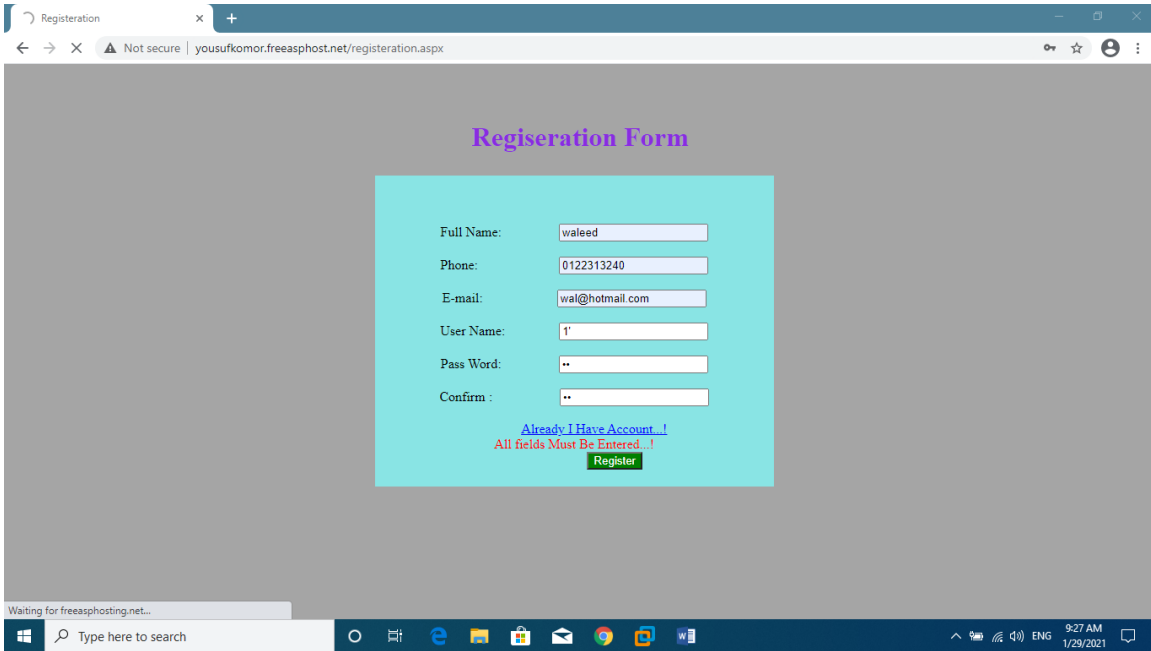 Registeration
Not secure | yousufkomor.freeasphost.net/registeration.aspx
Regiseration Form
Full Name: waleed
Phone: 0122313240
E-mail: wal@hotmail.com
User Name: 1'
Pass Word: ••
Confirm : ••
Already I Have Account...!
All fields Must Be Entered...!
Register
Waiting for freeasphosting.net...
Type here to search
ENG
9:27 AM
1/29/2021